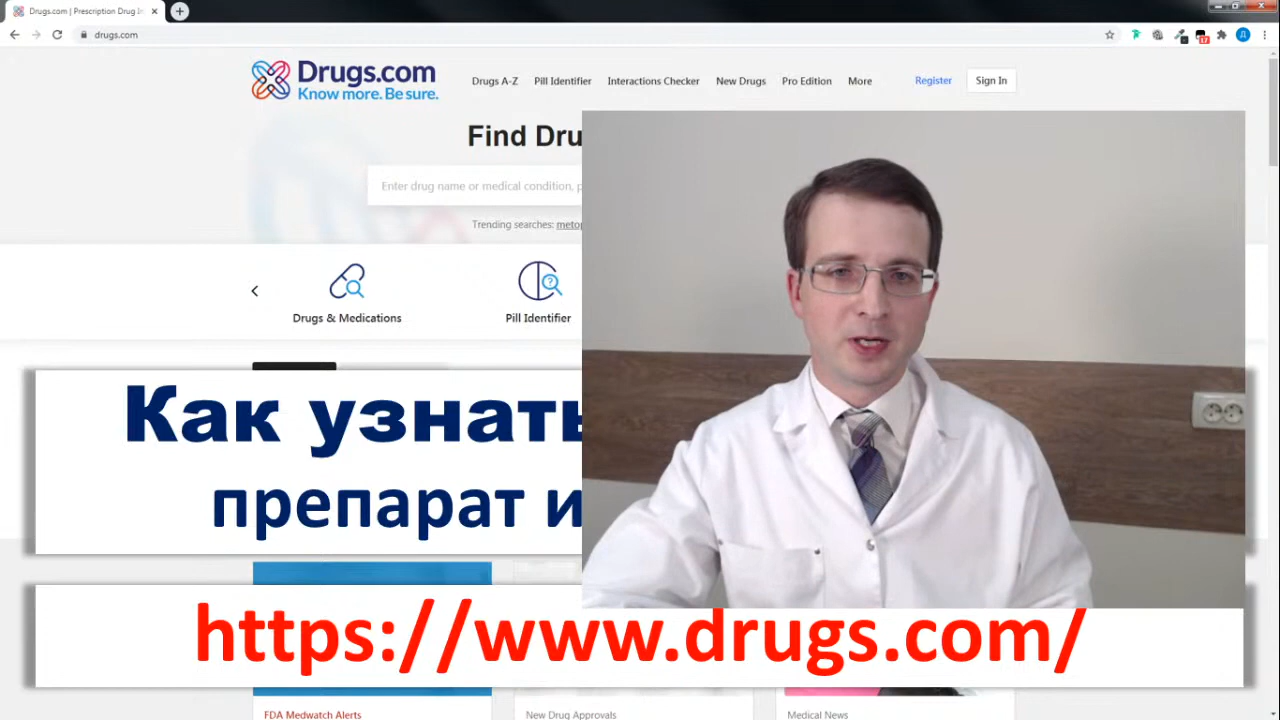 Drugs.com | Prescription Drug In
drugs.com
Drugs.com
Know more. Be sure.
Drugs A-Z Pill Identifier Interactions Checker New Drugs Pro Edition More Register Sign In
Find Dru
Enter drug name or medical condition, p
Trending searches: metop
Drugs & Medications Pill Identifier
Как узнать
препарат и
https://www.drugs.com/
FDA Medwatch Alerts New Drug Approvals Medical News